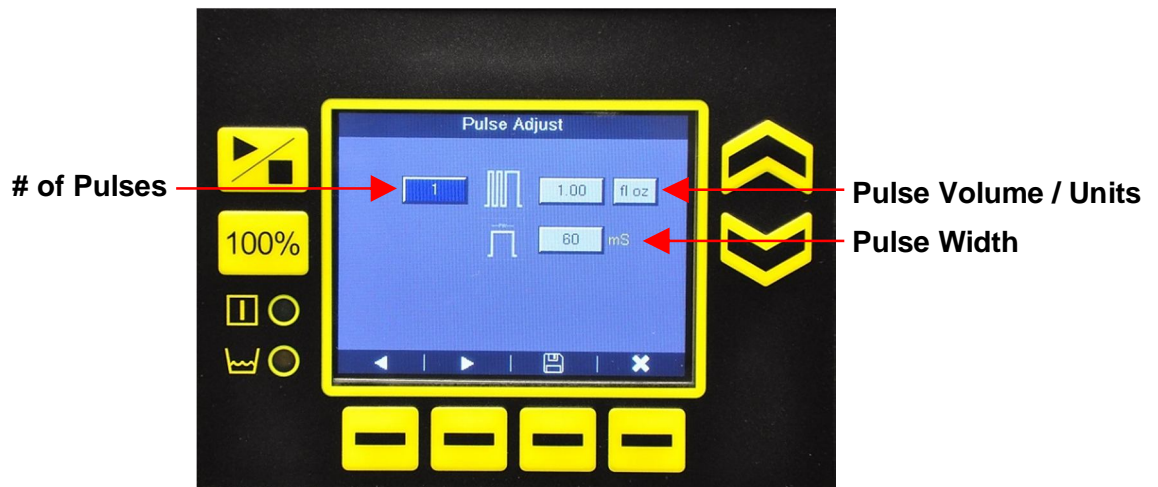 Pulse Adjust
# of Pulses
1
1.00
fl oz
Pulse Volume / Units
100%
60
mS
Pulse Width